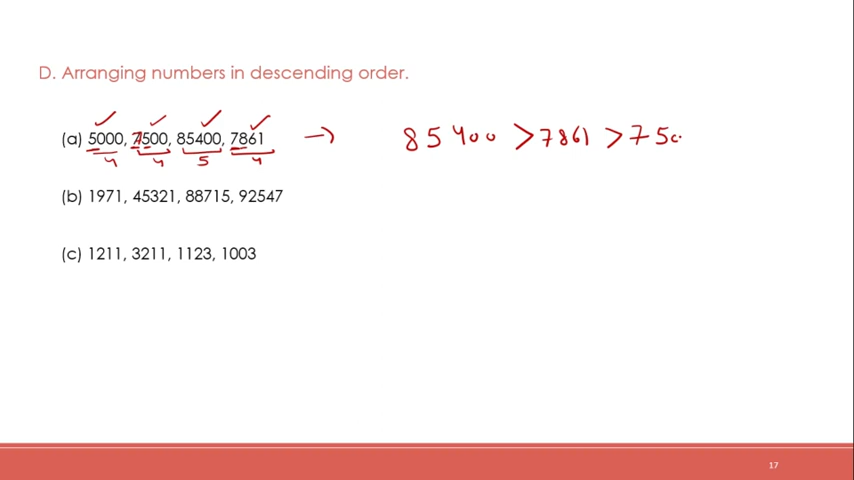 D. Arranging numbers in descending order.
(a) 5000, 7500, 85400, 7861 → 85400 > 7861 > 750
4 4 5 4
(b) 1971, 45321, 88715, 92547
(c) 1211, 3211, 1123, 1003
17